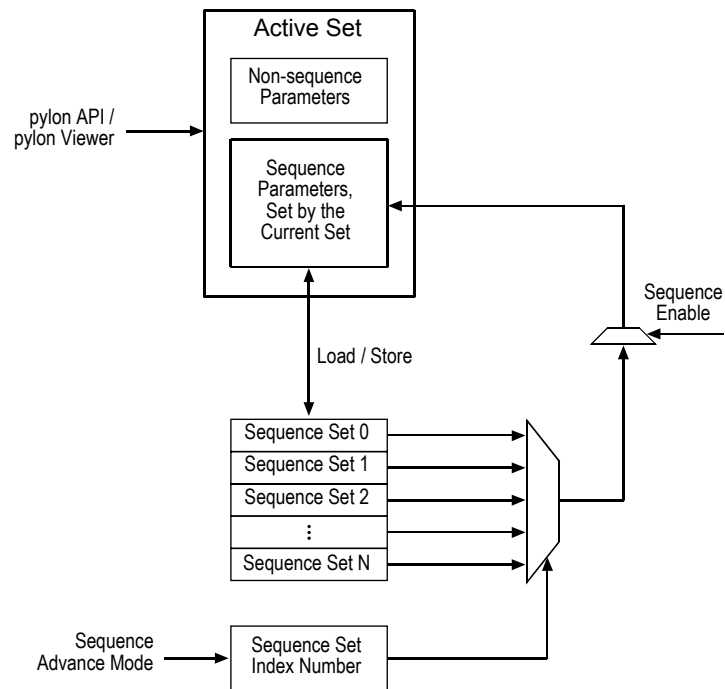 Active Set
Non-sequence
Parameters
pylon API /
pylon Viewer
Sequence
Parameters,
Set by the
Current Set
Sequence
Enable
Load / Store
Sequence Set 0
Sequence Set 1
Sequence Set 2
⋮
Sequence Set N
Sequence
Advance Mode
Sequence Set
Index Number